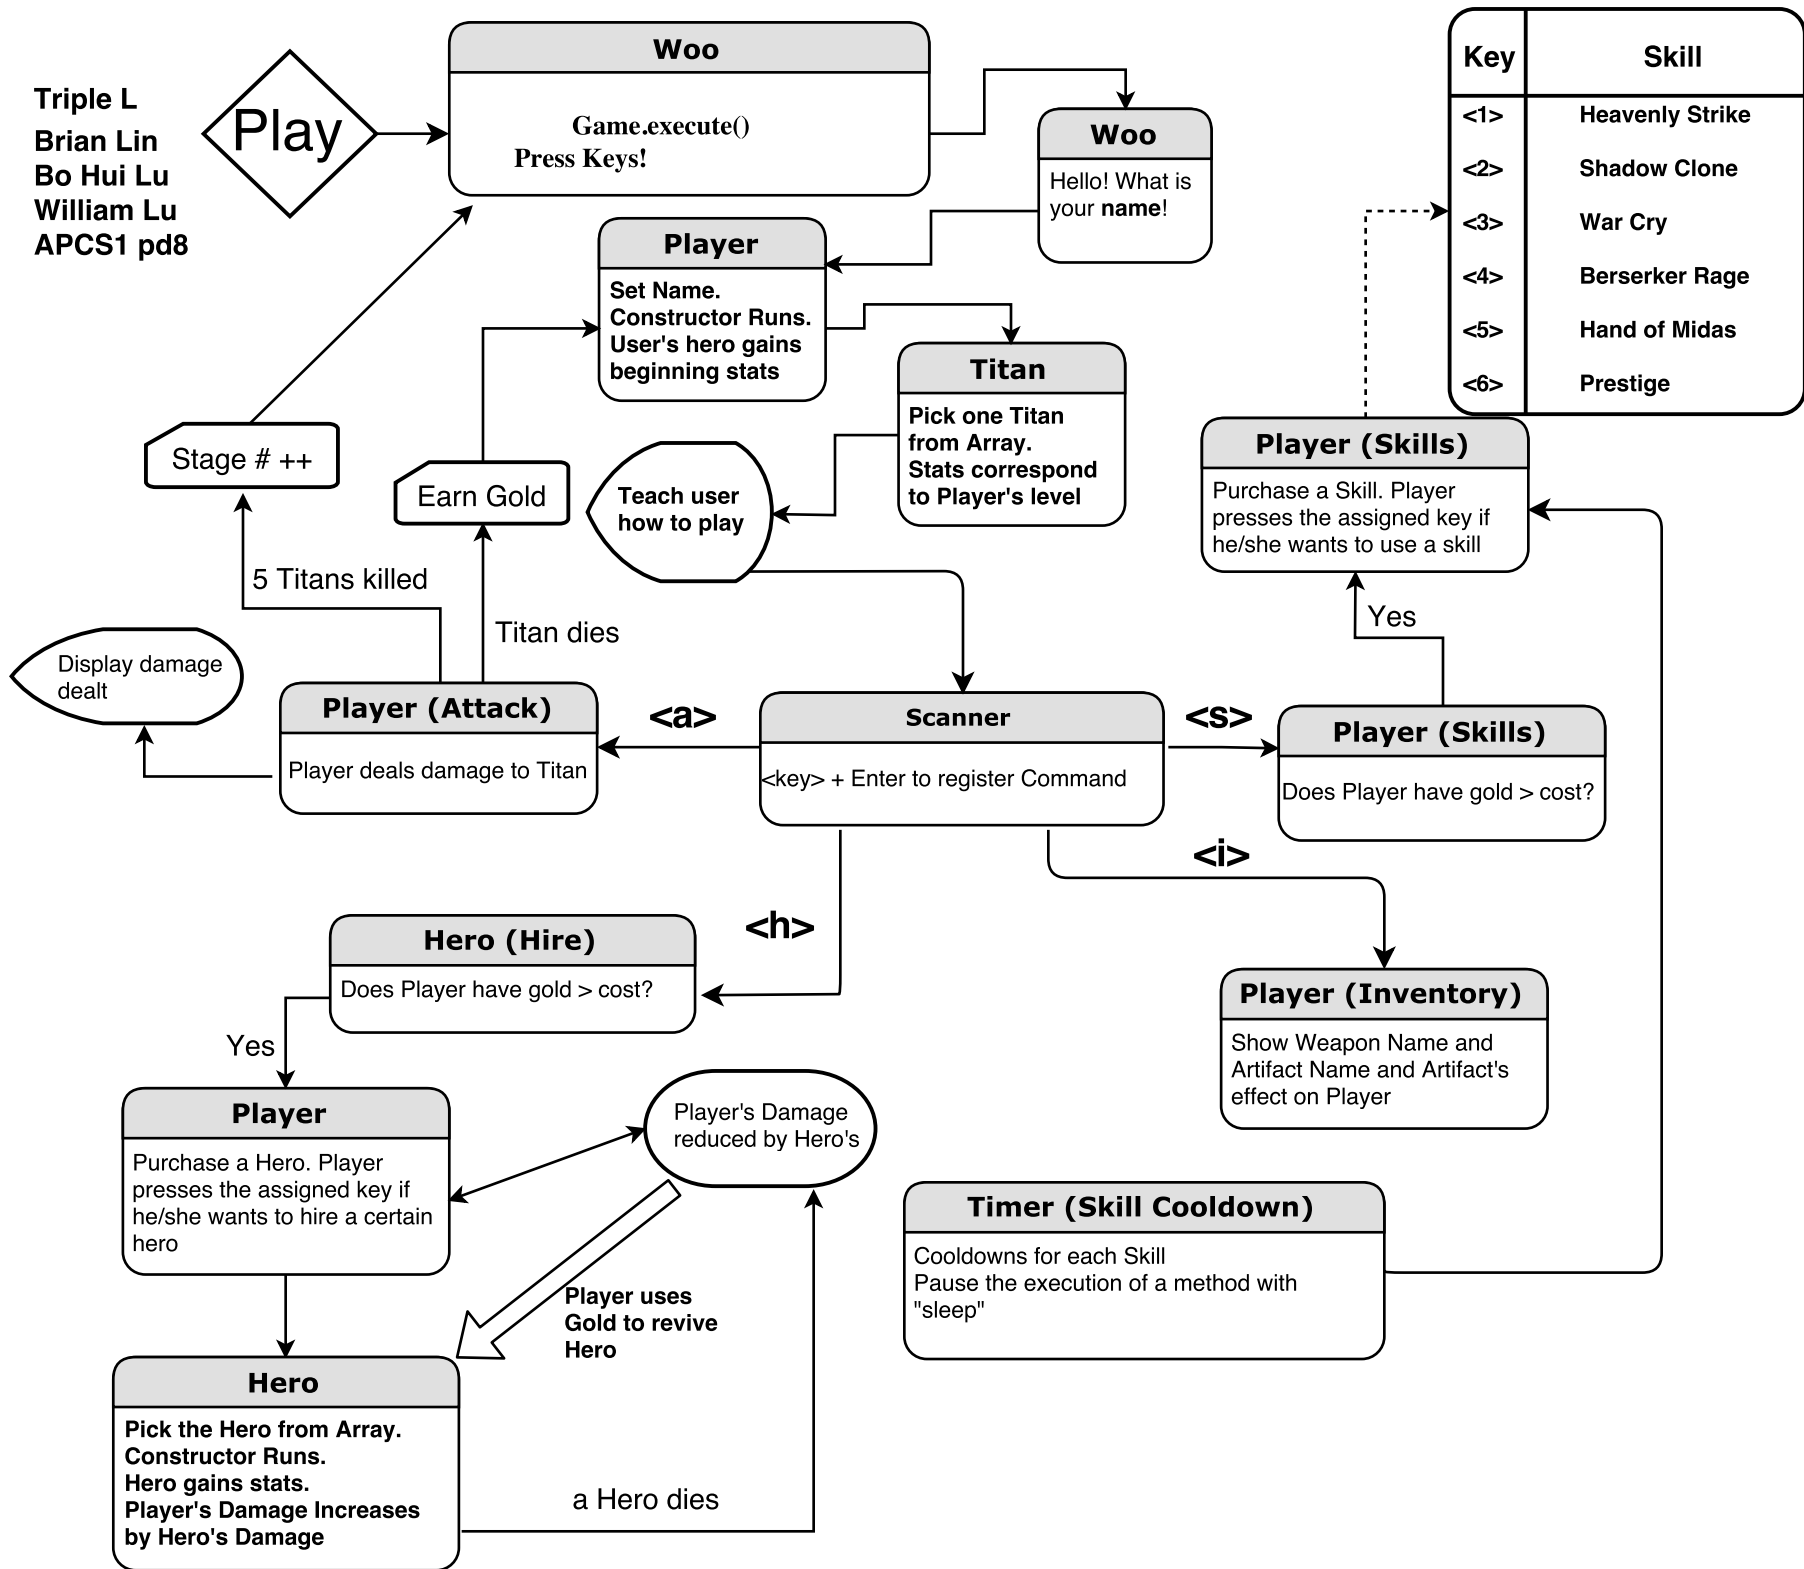 Triple L
Brian Lin
Bo Hui Lu
William Lu
APCS1 pd8
Play
Woo
Game.execute()
Press Keys!
Woo
Hello! What is
your name!
Key Skill
<1> Heavenly Strike
<2> Shadow Clone
<3> War Cry
<4> Berserker Rage
<5> Hand of Midas
<6> Prestige
Player
Set Name.
Constructor Runs.
User's hero gains
beginning stats
Titan
Pick one Titan
from Array.
Stats correspond
to Player's level
Stage # ++
Earn Gold
Teach user
how to play
Player (Skills)
Purchase a Skill. Player
presses the assigned key if
he/she wants to use a skill
5 Titans killed
Titan dies
Yes
Display damage
dealt
Player (Attack)
Player deals damage to Titan
<a>
Scanner
<key> + Enter to register Command
<s>
Player (Skills)
Does Player have gold > cost?
<i>
<h>
Hero (Hire)
Does Player have gold > cost?
Yes
Player (Inventory)
Show Weapon Name and
Artifact Name and Artifact's
effect on Player
Player
Purchase a Hero. Player
presses the assigned key if
he/she wants to hire a certain
hero
Player's Damage
reduced by Hero's
Timer (Skill Cooldown)
Cooldowns for each Skill
Pause the execution of a method with
"sleep"
Player uses
Gold to revive
Hero
Hero
Pick the Hero from Array.
Constructor Runs.
Hero gains stats.
Player's Damage Increases
by Hero's Damage
a Hero dies